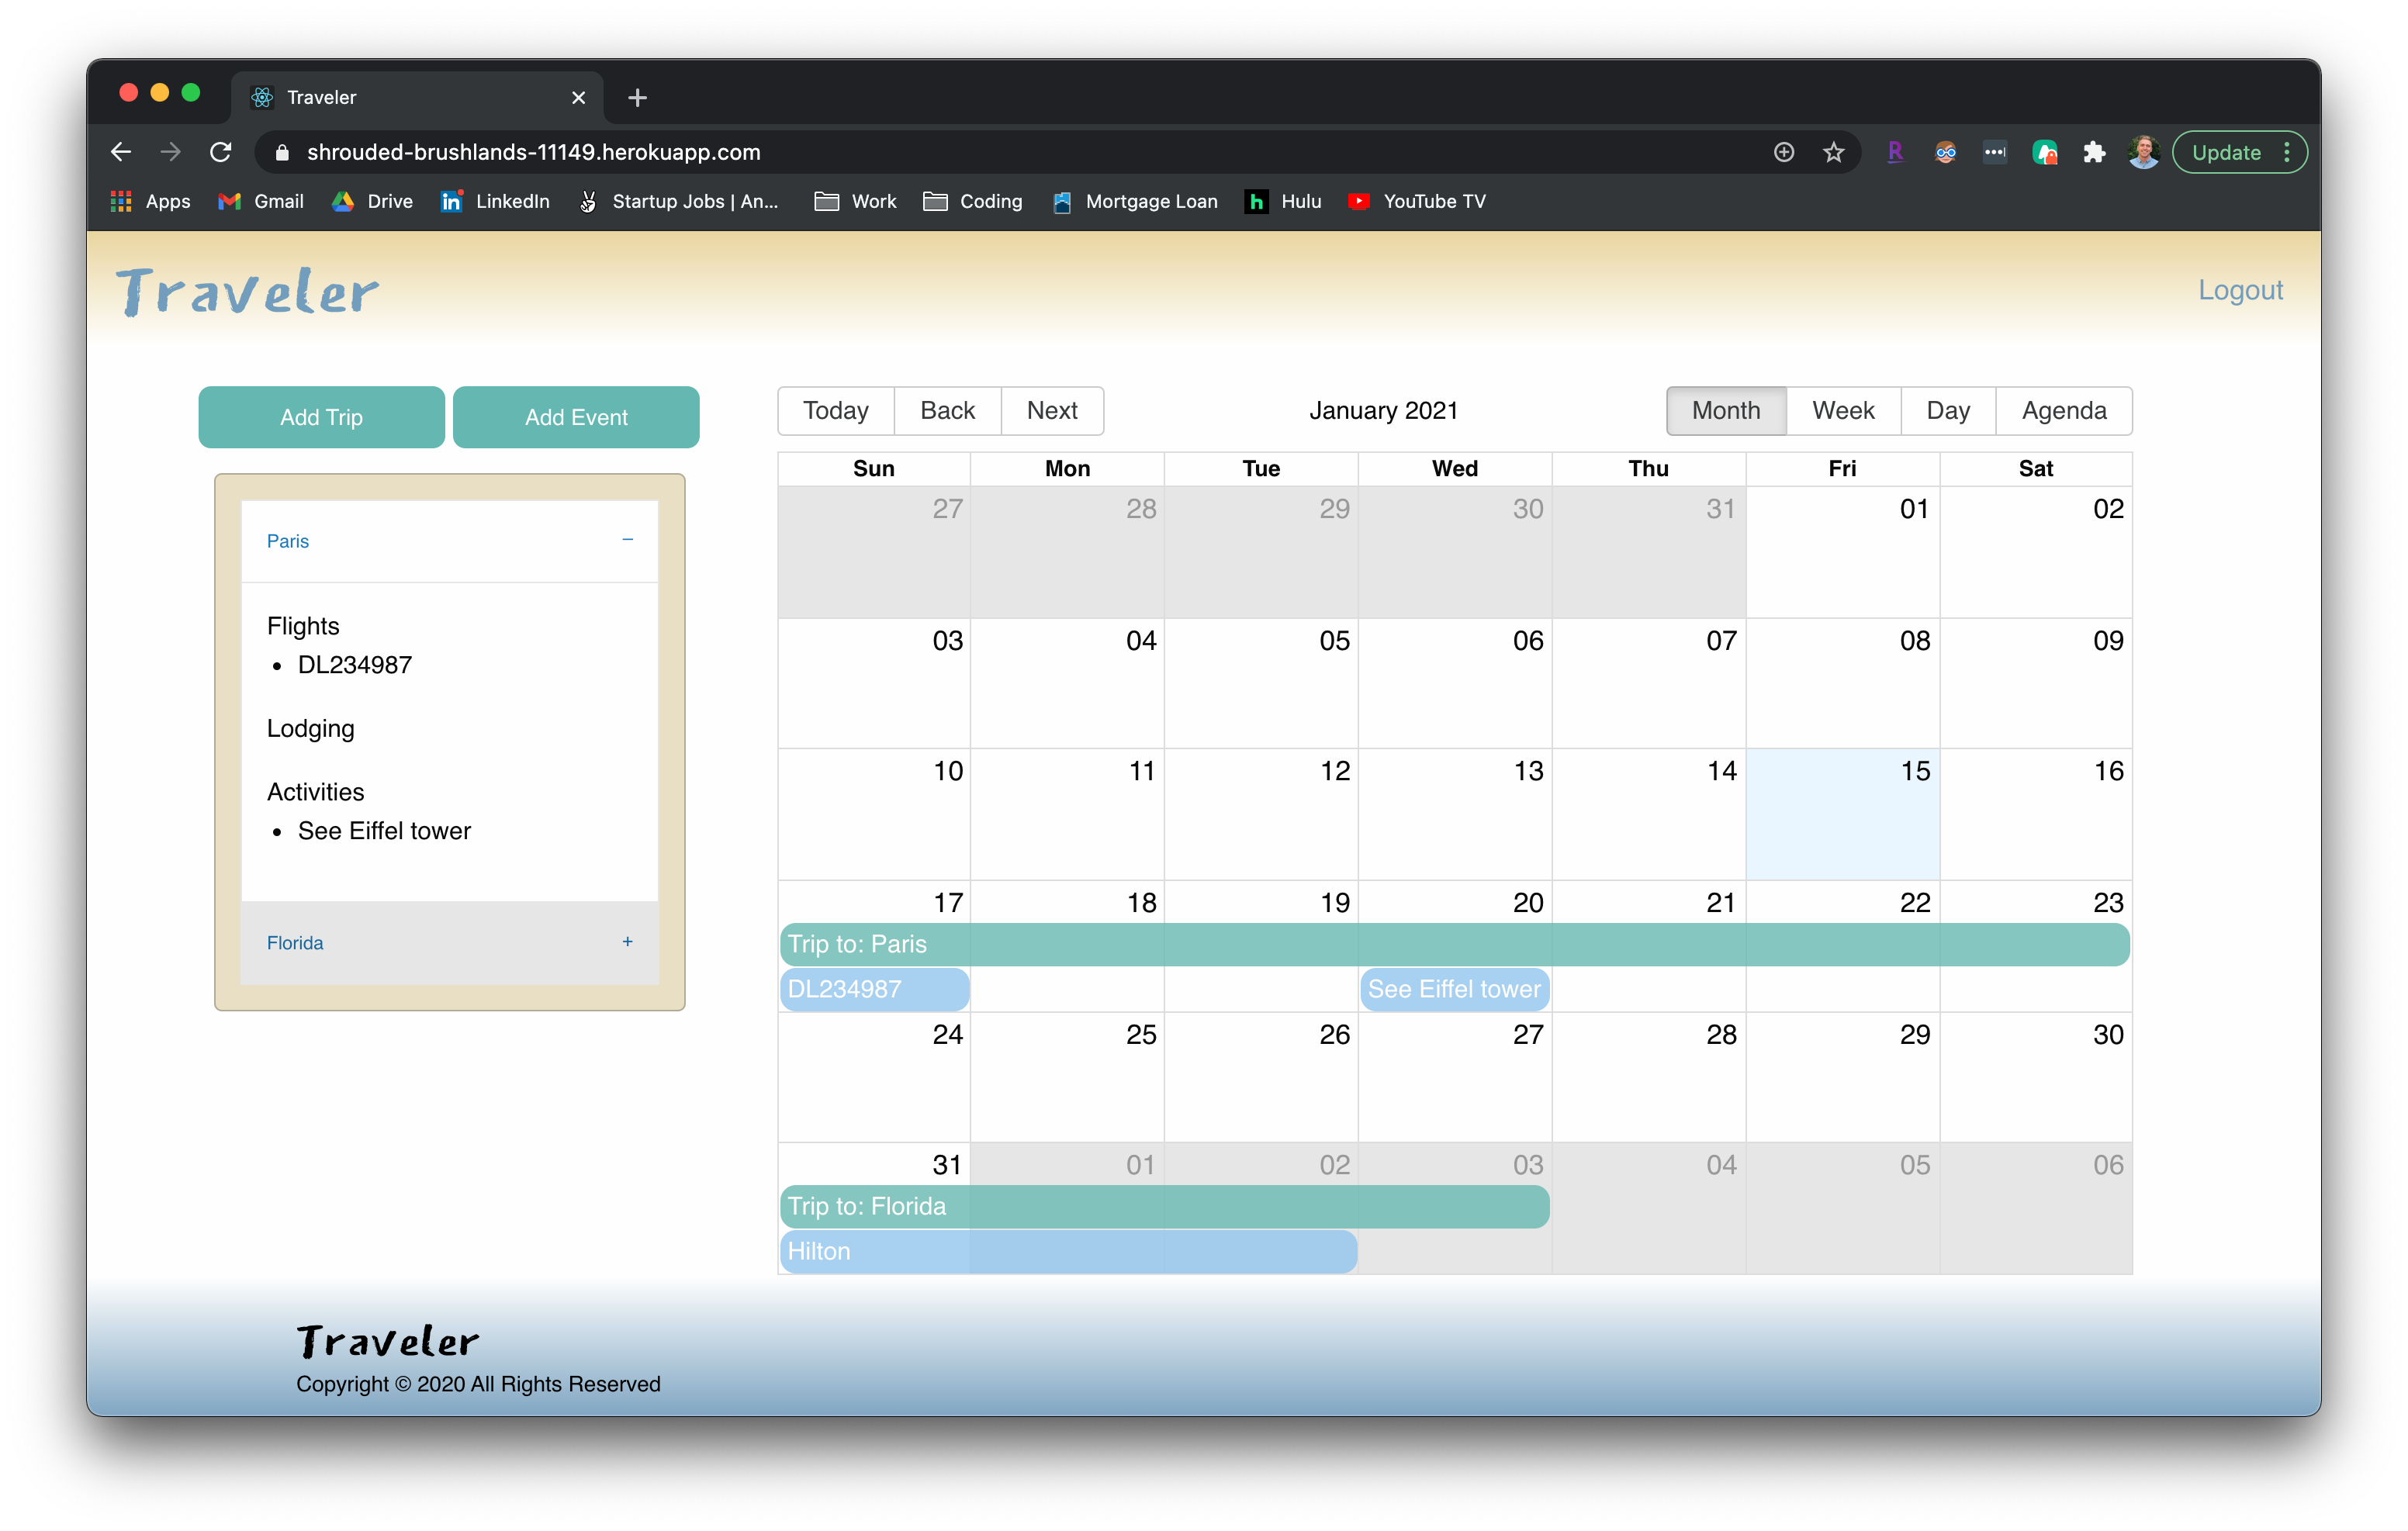 Traveler
shrouded-brushlands-11149.herokuapp.com
R
Update
Apps Gmail Drive LinkedIn Startup Jobs | An... Work Coding Mortgage Loan Hulu YouTube TV
Traveler
Logout
Add Trip Add Event
Paris –
Flights
• DL234987
Lodging
Activities
• See Eiffel tower
Florida +
Today Back Next
January 2021
Month Week Day Agenda
Sun Mon Tue Wed Thu Fri Sat
27 28 29 30 31 01 02
03 04 05 06 07 08 09
10 11 12 13 14 15 16
17 18 19 20 21 22 23
Trip to: Paris
DL234987 See Eiffel tower
24 25 26 27 28 29 30
31 01 02 03 04 05 06
Trip to: Florida
Hilton
Traveler
Copyright © 2020 All Rights Reserved